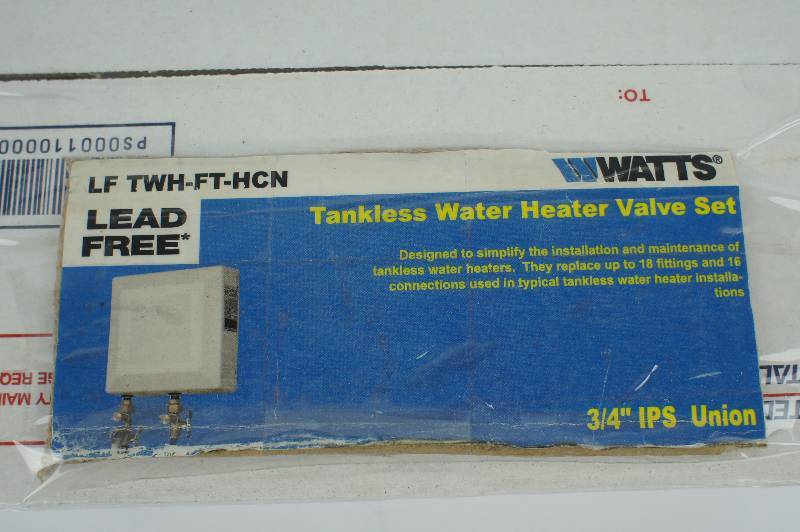 TO:
PS0001100000
LF TWH-FT-HCN
WATTS®
LEAD
FREE*
Tankless Water Heater Valve Set
Designed to simplify the installation and maintenance of
tankless water heaters. They replace up to 18 fittings and 16
connections used in typical tankless water heater installa-
tions
3/4" IPS Union